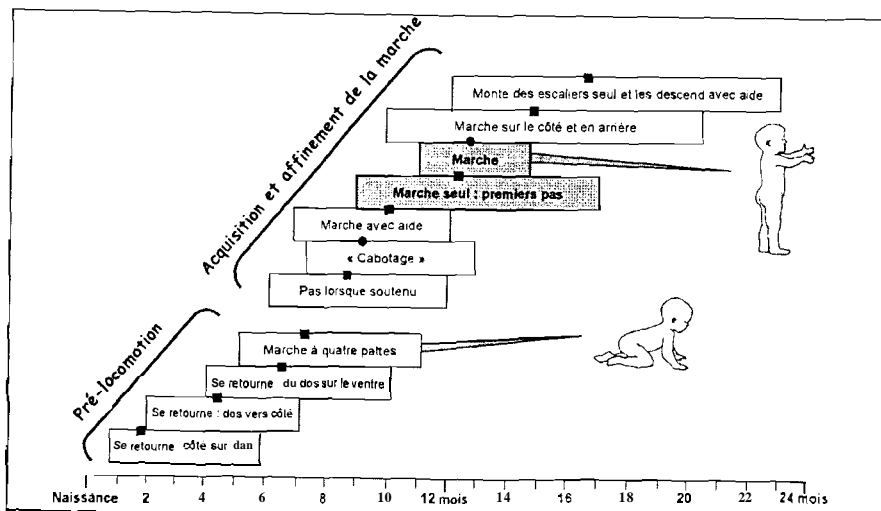 Acquisition et affinement de la marche
Monte des escaliers seul et les descend avec aide
Marche sur le côté et en arrière
Marche
Marche seul : premiers pas
Marche avec aide
« Cabotage »
Pas lorsque soutenu
Pré-locomotion
Marche à quatre pattes
Se retourne du dos sur le ventre
Se retourne : dos vers côté
Se retourne côté sur dan
Naissance 2 4 6 8 10 12 mois 14 16 18 20 22 24 mois